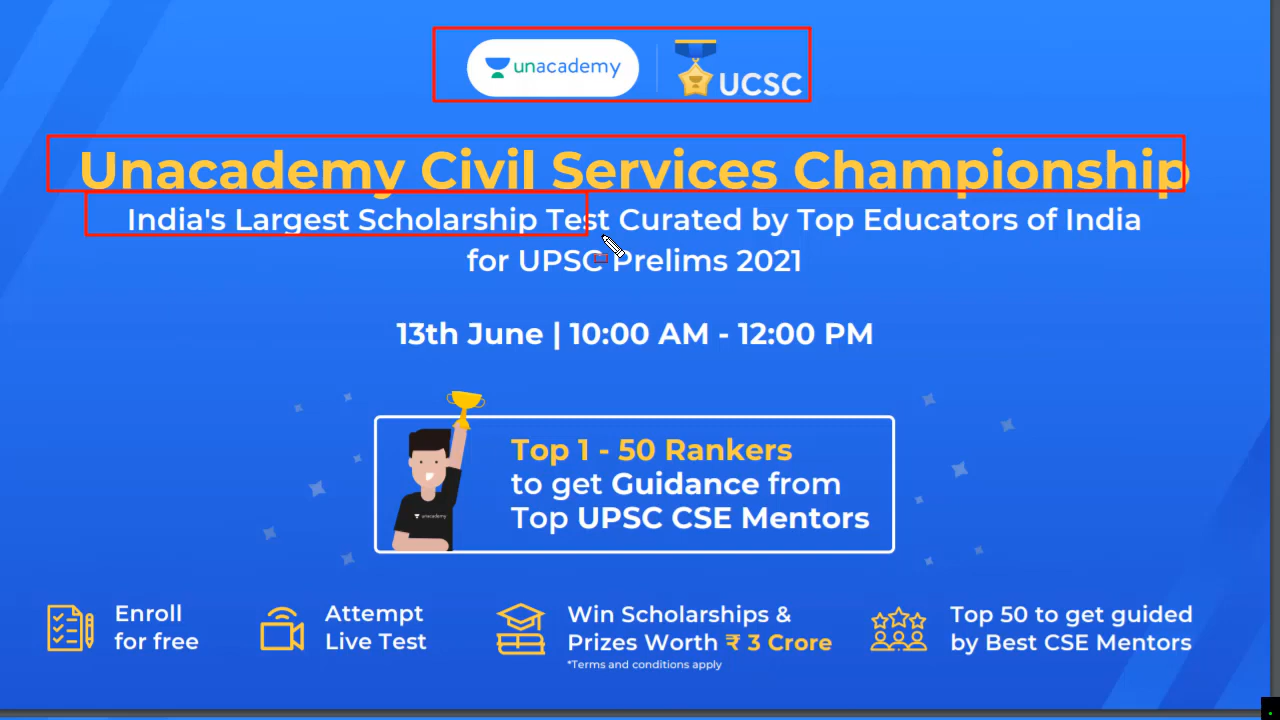 unacademy
UCSC
Unacademy Civil Services Championship
India's Largest Scholarship Test Curated by Top Educators of India
for UPSC Prelims 2021
13th June | 10:00 AM - 12:00 PM
Top 1 - 50 Rankers
to get Guidance from
Top UPSC CSE Mentors
unacademy
Enroll
for free
Attempt
Live Test
Win Scholarships &
Prizes Worth ₹ 3 Crore
*Terms and conditions apply
Top 50 to get guided
by Best CSE Mentors